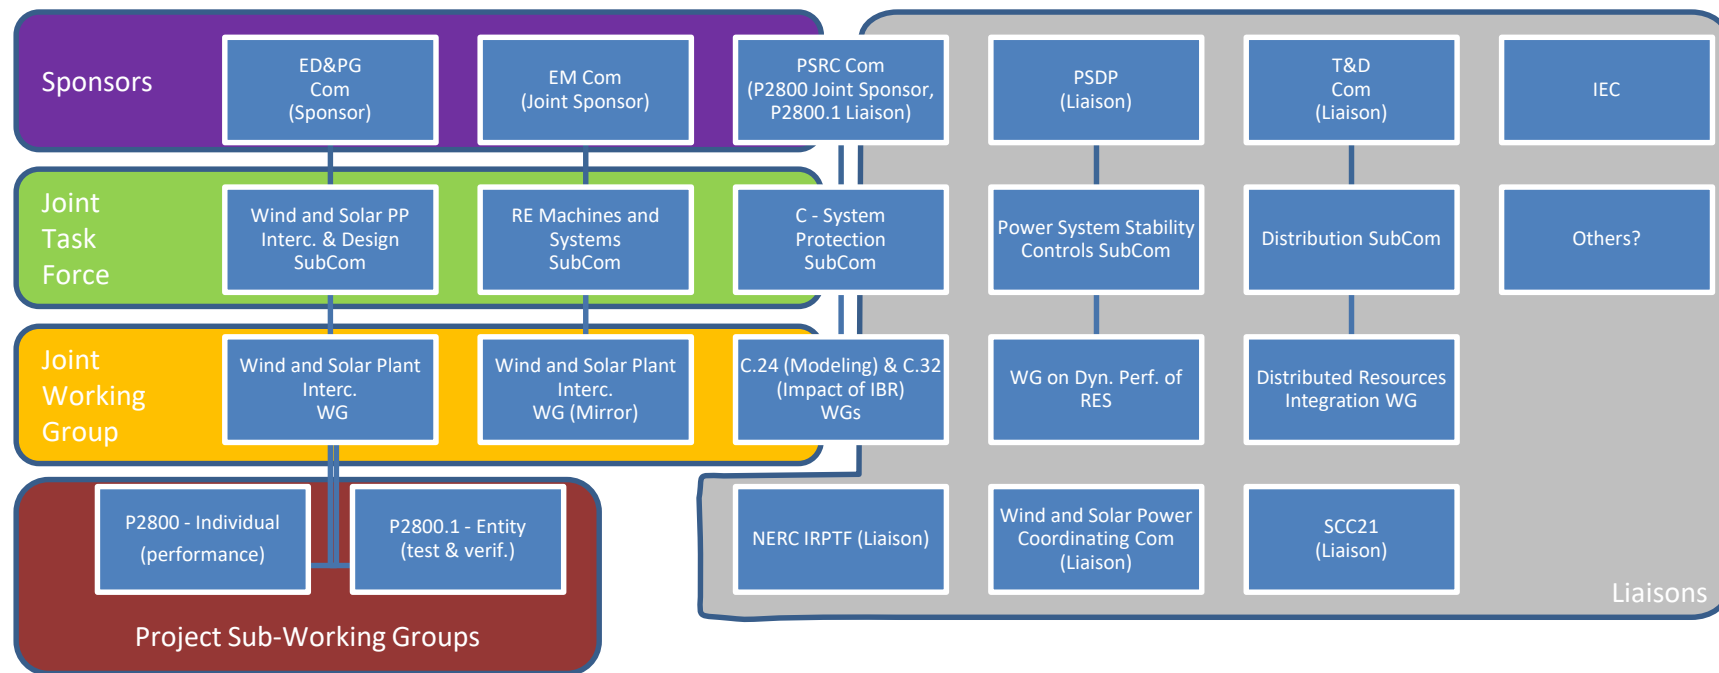 Sponsors
ED&PG
Com
(Sponsor)
EM Com
(Joint Sponsor)
PSRC Com
(P2800 Joint Sponsor,
P2800.1 Liaison)
PSDP
(Liaison)
T&D
Com
(Liaison)
IEC
Joint
Task
Force
Wind and Solar PP
Interc. & Design
SubCom
RE Machines and
Systems
SubCom
C - System
Protection
SubCom
Power System Stability
Controls SubCom
Distribution SubCom
Others?
Joint
Working
Group
Wind and Solar Plant
Interc.
WG
Wind and Solar Plant
Interc.
WG (Mirror)
C.24 (Modeling) & C.32
(Impact of IBR)
WGs
WG on Dyn. Perf. of
RES
Distributed Resources
Integration WG
P2800 - Individual
(performance)
P2800.1 - Entity
(test & verif.)
NERC IRPTF (Liaison)
Wind and Solar Power
Coordinating Com
(Liaison)
SCC21
(Liaison)
Liaisons
Project Sub-Working Groups